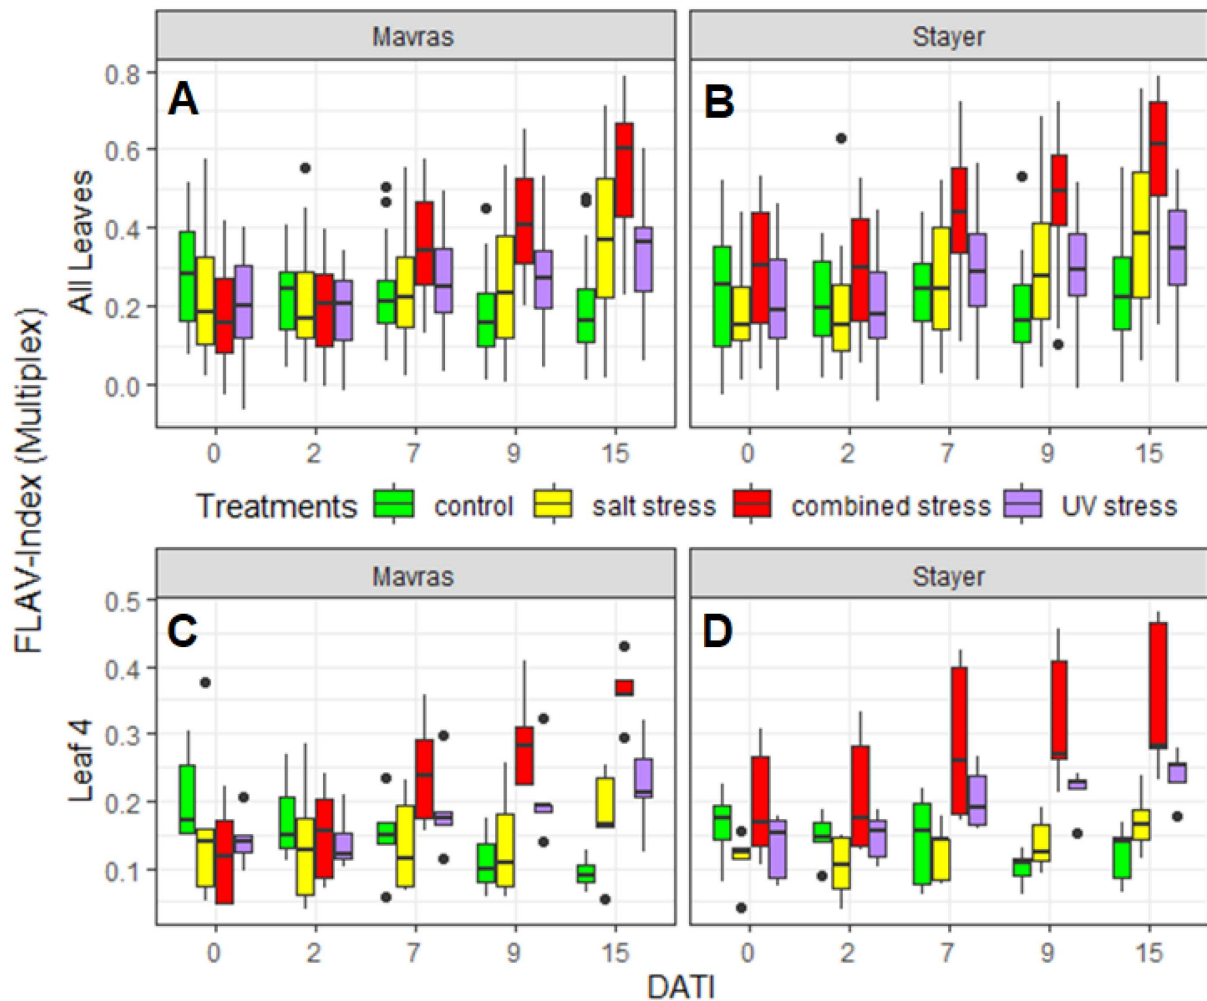 Mavras
Stayer
A
B
0.8
0.6
0.4
0.2
0.0
All Leaves
0 2 7 9 15
0 2 7 9 15
FLAV-Index (Multiplex)
Treatments control salt stress combined stress UV stress
Mavras
Stayer
C
D
0.5
0.4
0.3
0.2
0.1
Leaf 4
0 2 7 9 15
0 2 7 9 15
DATI